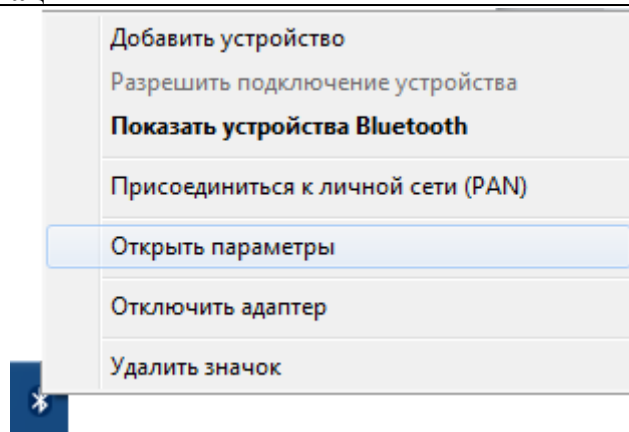 Добавить устройство
Разрешить подключение устройства
Показать устройства Bluetooth
Присоединиться к личной сети (PAN)
Открыть параметры
Отключить адаптер
Удалить значок